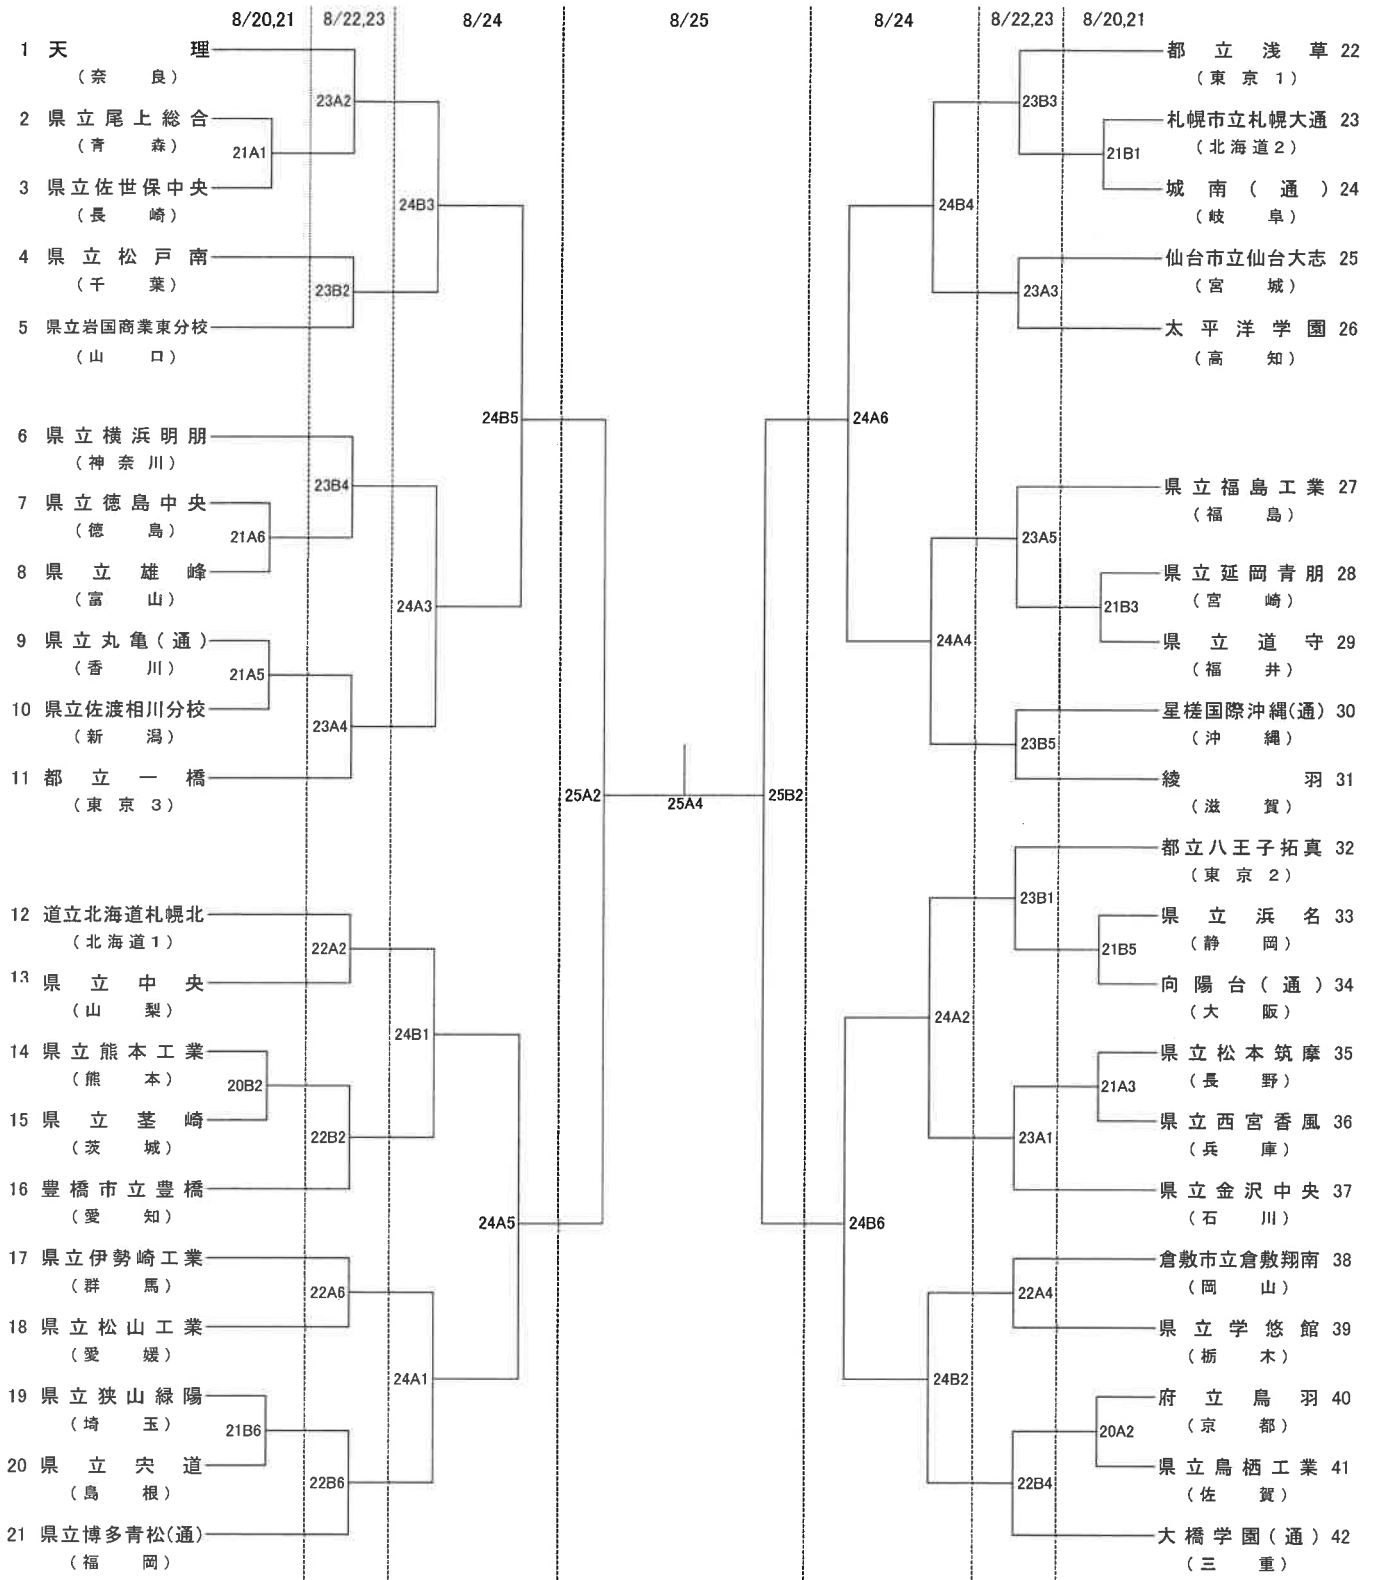 8/20,21 8/22,23 8/24 8/25 8/24 8/22,23 8/20,21
1 天理
(奈良)
2 県立尾上総合
(青森)
3 県立佐世保中央
(長崎)
4 県立松戸南
(千葉)
5 県立岩国商業東分校
(山口)
6 県立横浜明朋
(神奈川)
7 県立徳島中央
(徳島)
8 県立雄峰
(富山)
9 県立丸亀(通)
(香川)
10 県立佐渡相川分校
(新潟)
11 都立一橋
(東京3)
12 道立北海道札幌北
(北海道1)
13 県立中央
(山梨)
14 県立熊本工業
(熊本)
15 県立茎崎
(茨城)
16 豊橋市立豊橋
(愛知)
17 県立伊勢崎工業
(群馬)
18 県立松山工業
(愛媛)
19 県立狭山緑陽
(埼玉)
20 県立宍道
(島根)
21 県立博多青松(通)
(福岡)
21A1
21A6
21A5
20B2
21B6
23A2
23B2
23B4
23A4
22A2
22B2
22A6
22B6
24B3
24A3
24B1
24A1
24B5
24A5
25A2
25A4
25B2
24A6
24B6
24B4
24A4
24A2
24B2
23B3
23A3
23A5
23B5
23B1
23A1
22A4
22B4
21B1
21B3
21B5
21A3
20A2
都立浅草 22
(東京1)
札幌市立札幌大通 23
(北海道2)
城南(通) 24
(岐阜)
仙台市立仙台大志 25
(宮城)
太平洋学園 26
(高知)
県立福島工業 27
(福島)
県立延岡青朋 28
(宮崎)
県立道守 29
(福井)
星槎国際沖縄(通) 30
(沖縄)
綾羽 31
(滋賀)
都立八王子拓真 32
(東京2)
県立浜名 33
(静岡)
向陽台(通) 34
(大阪)
県立松本筑摩 35
(長野)
県立西宮香風 36
(兵庫)
県立金沢中央 37
(石川)
倉敷市立倉敷翔南 38
(岡山)
県立学悠館 39
(栃木)
府立鳥羽 40
(京都)
県立鳥栖工業 41
(佐賀)
大橋学園(通) 42
(三重)